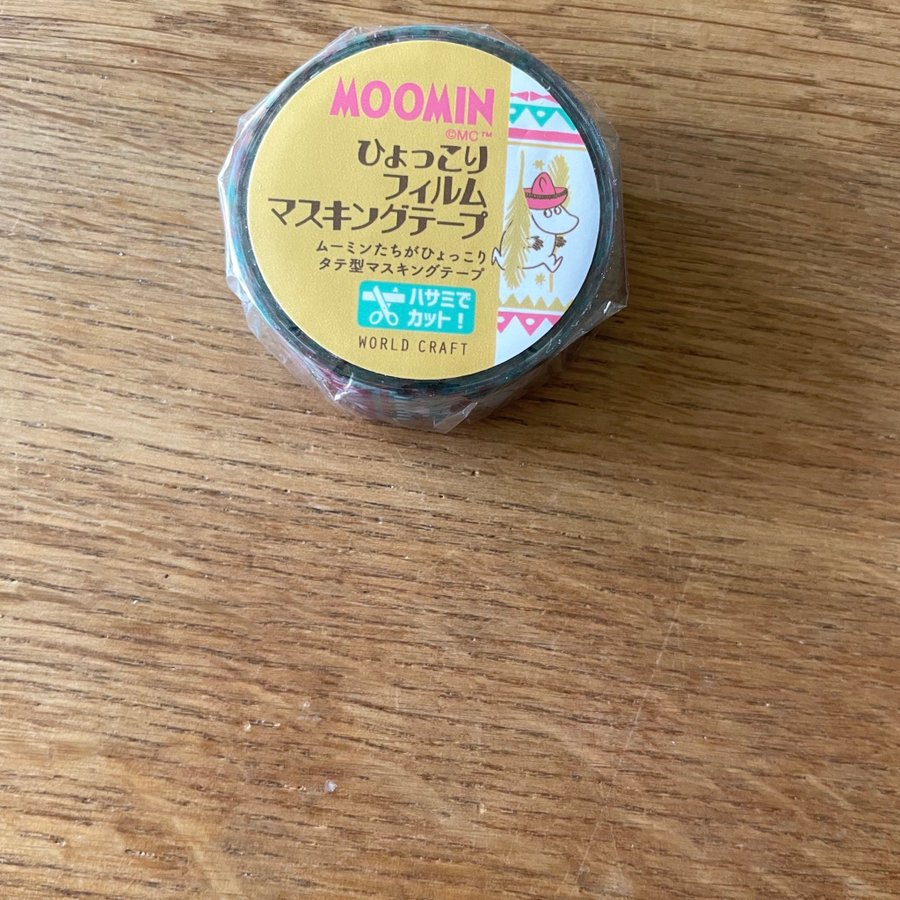 MOOMIN
©MC™
ひょっこり
フィルム
マスキングテープ
ムーミンたちがひょっこり
タテ型マスキングテープ
ハサミで
カット!
WORLD CRAFT